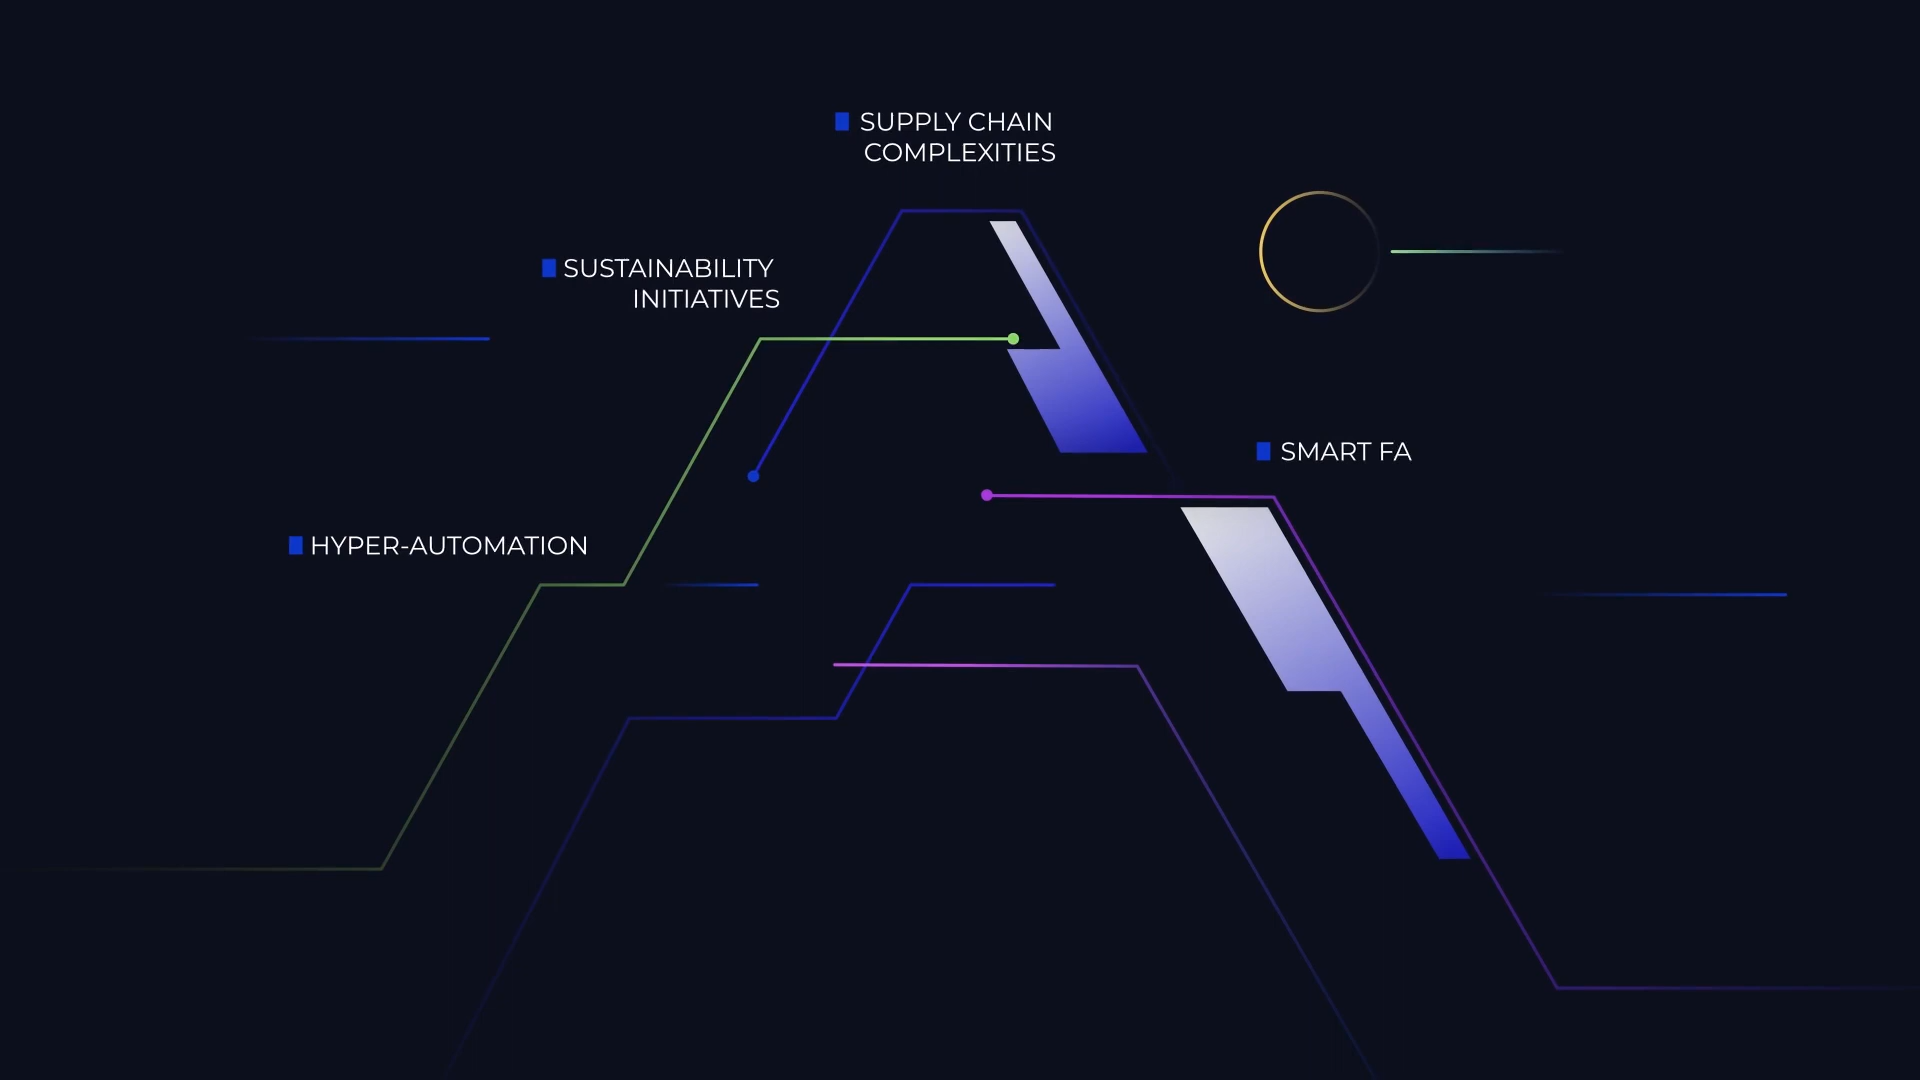 SUPPLY CHAIN
COMPLEXITIES
SUSTAINABILITY
INITIATIVES
SMART FA
HYPER-AUTOMATION